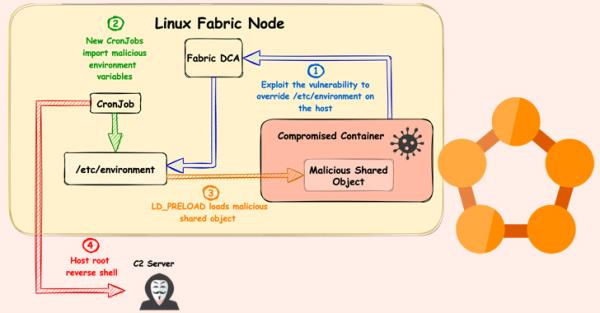 Linux Fabric Node
2
New CronJobs
import malicious
environment
variables
Fabric DCA
1
Exploit the vulnerability to
override /etc/environment on
the host
CronJob
Compromised Container
/etc/environment
Malicious Shared
Object
3
LD_PRELOAD loads malicious
shared object
4
Host root
reverse shell
C2 Server